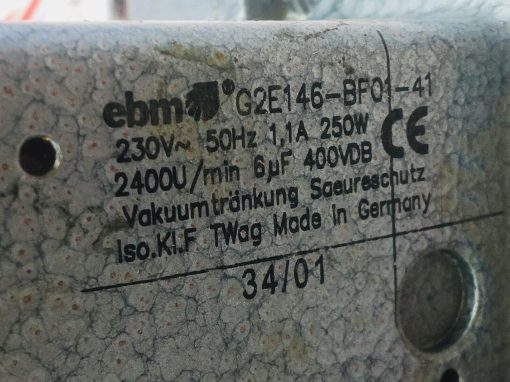 ebm® G2E146-BF01-41
230V~ 50Hz 1,1A 250W
2400U/min 6µF 400VDB CE
Vakuumtränkung Saeureschutz
Iso.Kl.F TWag Made In Germany
34/01